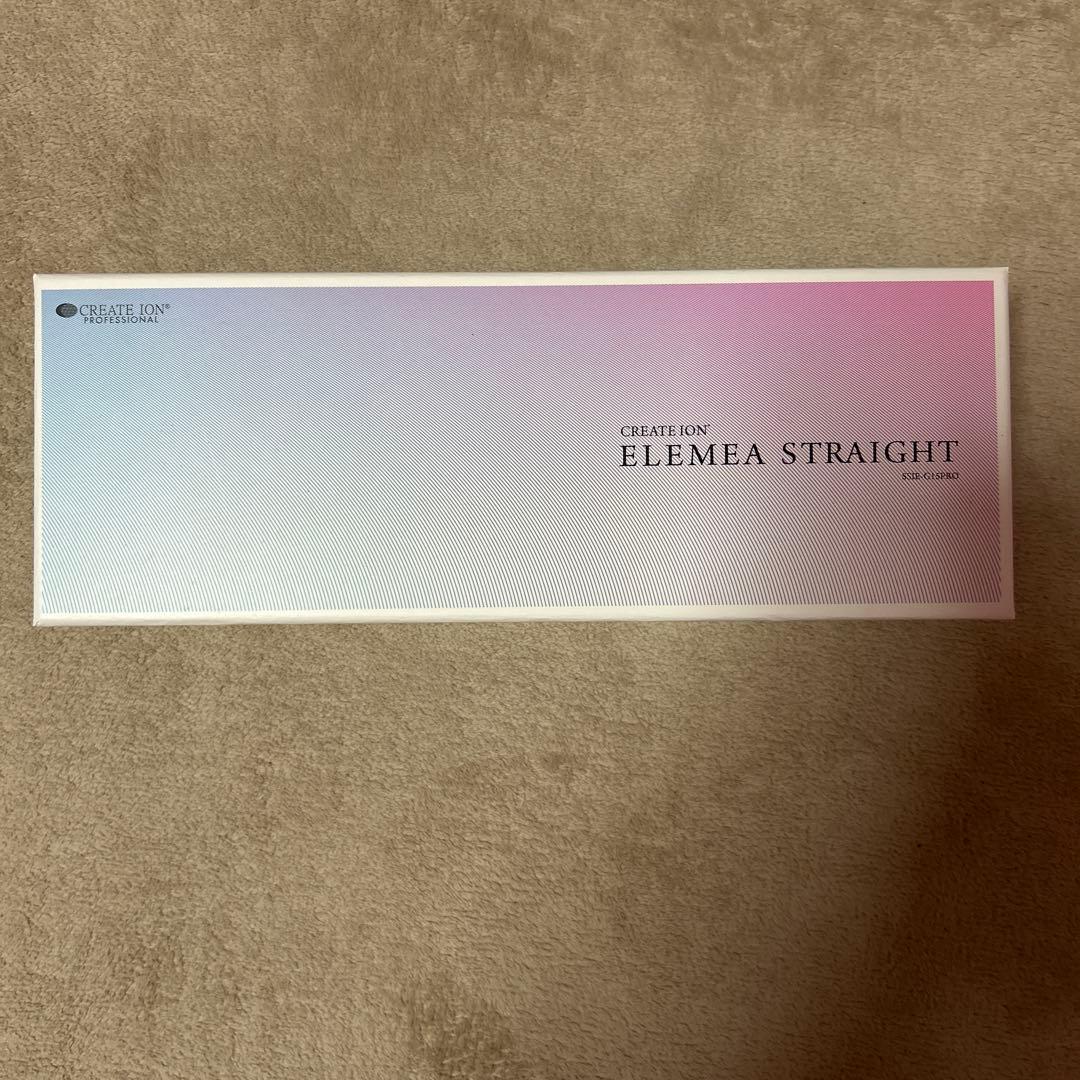 CREATE ION®
PROFESSIONAL
CREATE ION®
ELEMEA STRAIGHT
SSIE-G15PRO